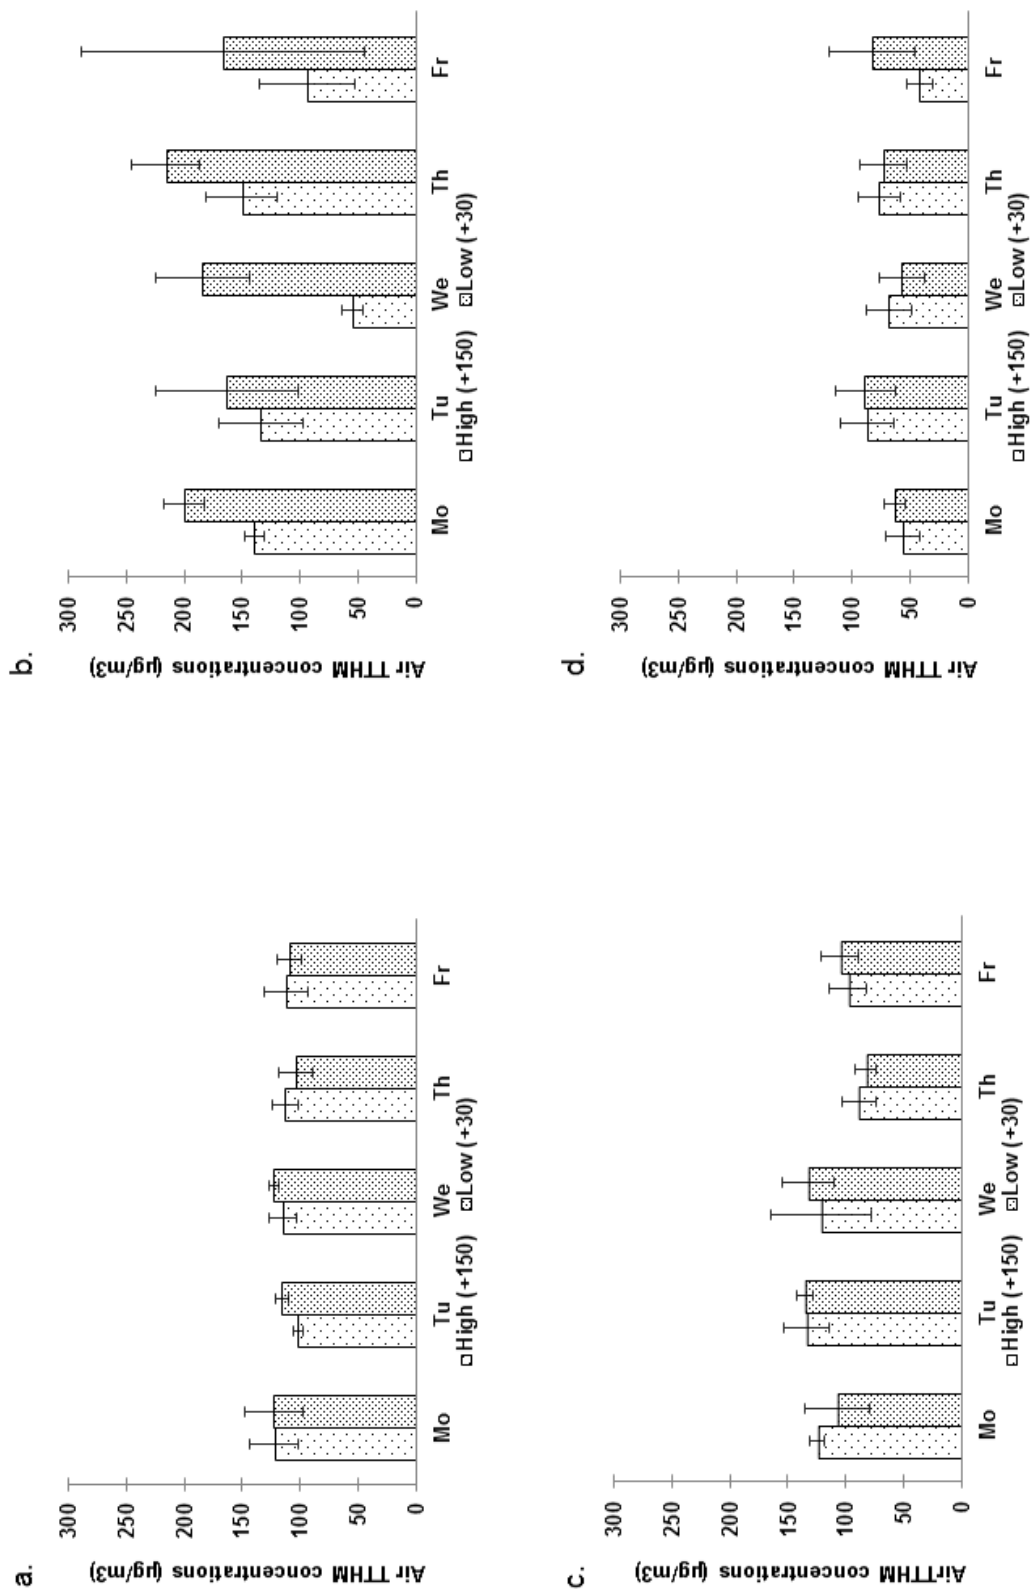 a.
Air TTHM concentrations (µg/m3)
300
250
200
150
100
50
0
Mo Tu We Th Fr
High (+150) Low (+30)
b.
Air TTHM concentrations (µg/m3)
300
250
200
150
100
50
0
Mo Tu We Th Fr
High (+150) Low (+30)
c.
Air TTHM concentrations (µg/m3)
300
250
200
150
100
50
0
Mo Tu We Th Fr
High (+150) Low (+30)
d.
Air TTHM concentrations (µg/m3)
300
250
200
150
100
50
0
Mo Tu We Th Fr
High (+150) Low (+30)